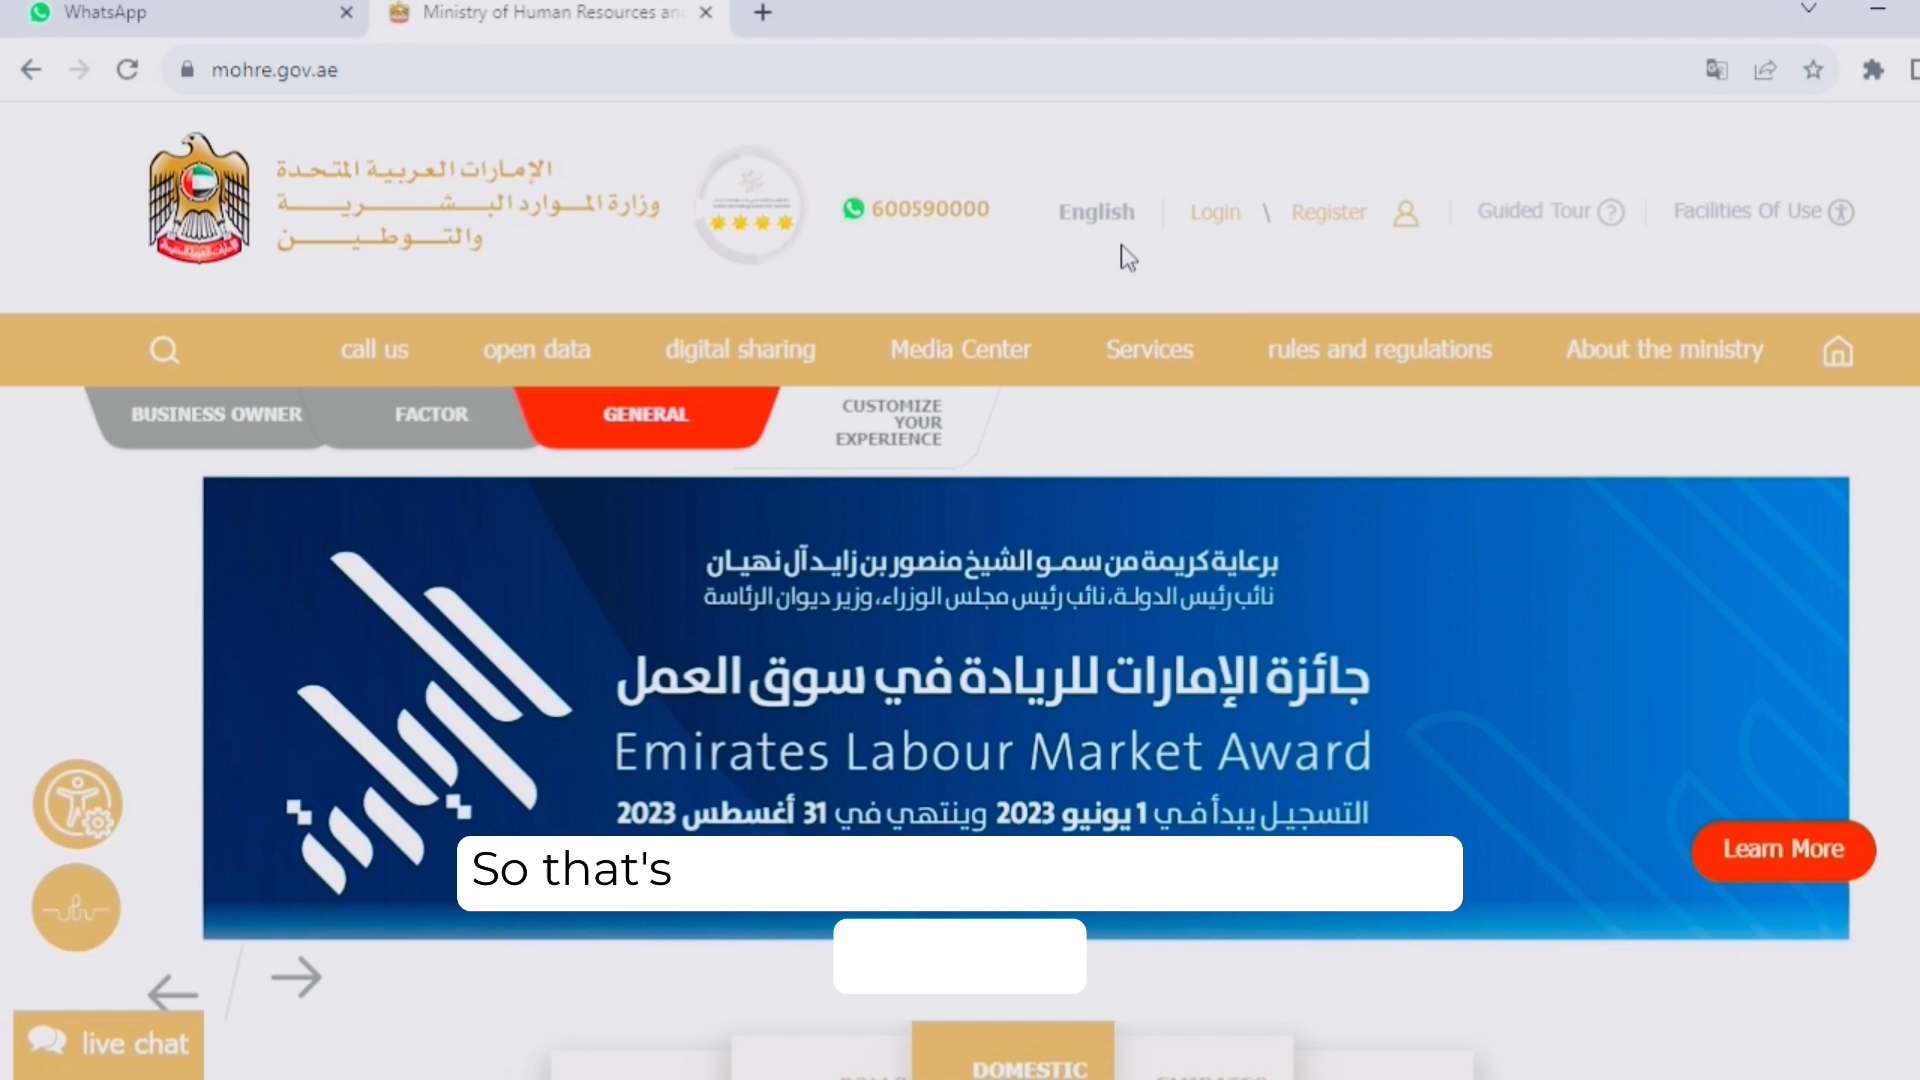 WhatsApp
Ministry of Human Resources an
mohre.gov.ae
الإمارات العربية المتحدة
وزارة الموارد البشرية
والتوطين
600590000
English
Login \ Register
Guided Tour ?
Facilities Of Use
call us
open data
digital sharing
Media Center
Services
rules and regulations
About the ministry
BUSINESS OWNER
FACTOR
GENERAL
CUSTOMIZE
YOUR
EXPERIENCE
برعاية كريمة من سمو الشيخ منصور بن زايد آل نهيان
نائب رئيس الدولة، نائب رئيس مجلس الوزراء، وزير ديوان الرئاسة
جائزة الإمارات للريادة في سوق العمل
Emirates Labour Market Award
التسجيل يبدأ في 1 يونيو 2023 وينتهي في 31 أغسطس 2023
Learn More
So that's
live chat
DOMESTIC